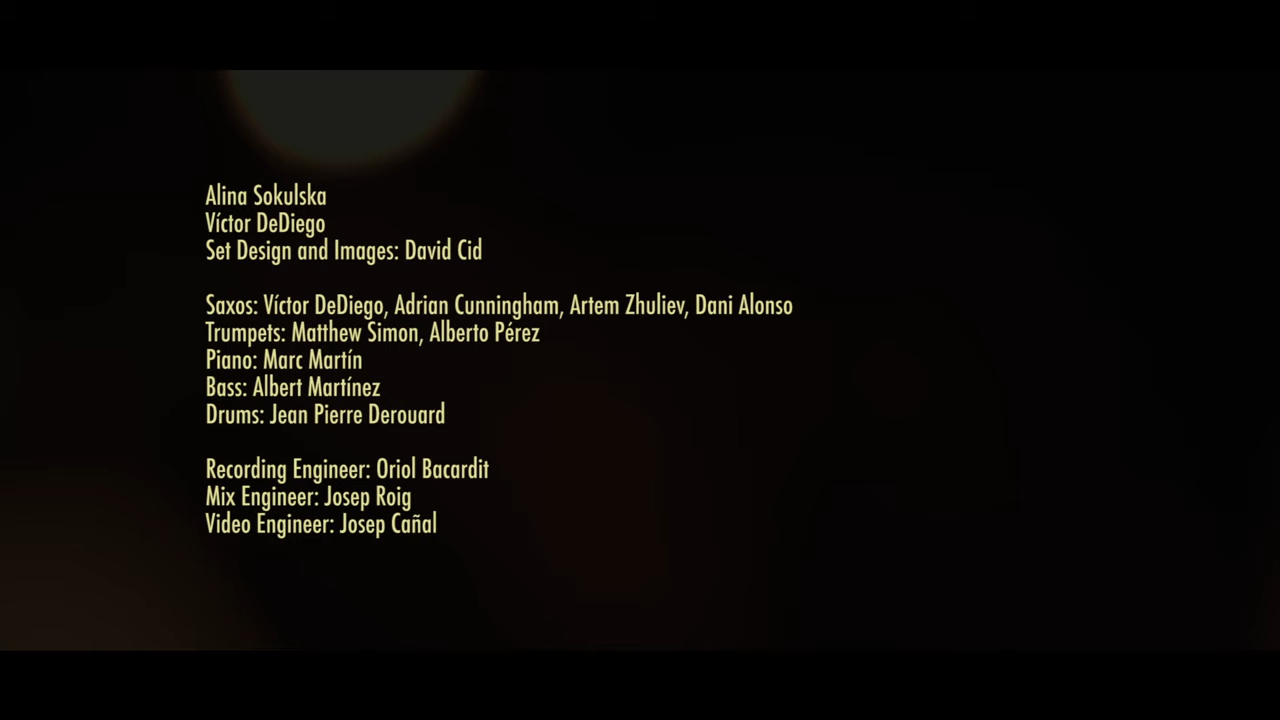 Alina Sokulska
Víctor DeDiego
Set Design and Images: David Cid
Saxos: Víctor DeDiego, Adrian Cunningham, Artem Zhuliev, Dani Alonso
Trumpets: Matthew Simon, Alberto Pérez
Piano: Marc Martín
Bass: Albert Martínez
Drums: Jean Pierre Derouard
Recording Engineer: Oriol Bacardit
Mix Engineer: Josep Roig
Video Engineer: Josep Cañal